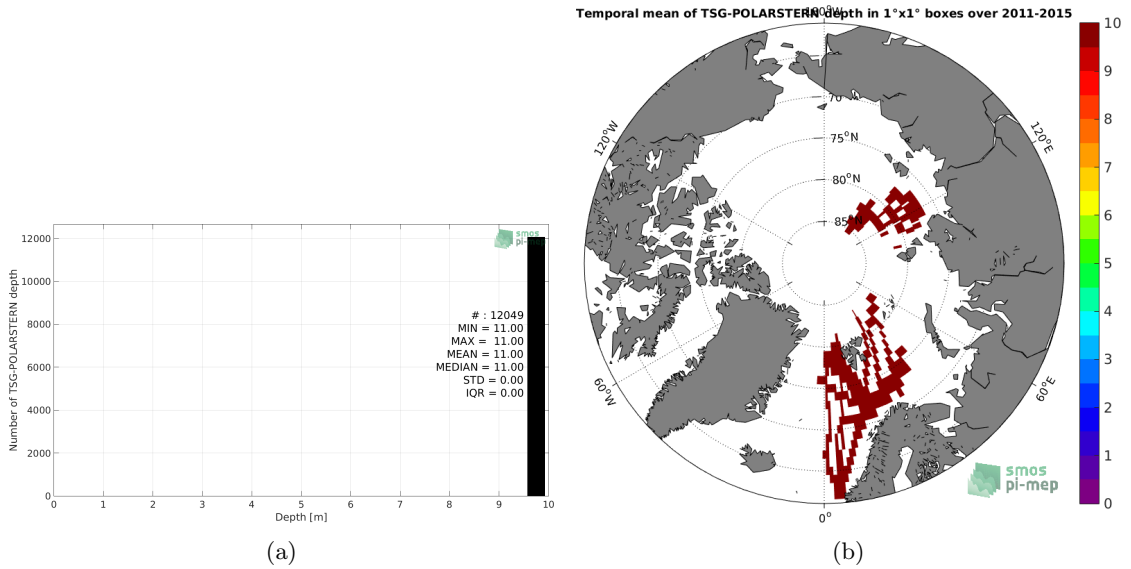 12000
10000
8000
6000
4000
2000
0
Number of TSG-POLARSTERN depth
smos
pi-mep
# : 12049
MIN = 11.00
MAX = 11.00
MEAN = 11.00
MEDIAN = 11.00
STD = 0.00
IQR = 0.00
0 1 2 3 4 5 6 7 8 9 10
Depth [m]
(a)
Temporal mean of TSG-POLARSTERN depth in 1°x1° boxes over 2011-2015
180°W
120°W
120°E
60°W
60°E
0°
70°N
75°N
80°N
85°N
10
9
8
7
6
5
4
3
2
1
0
smos
pi-mep
(b)